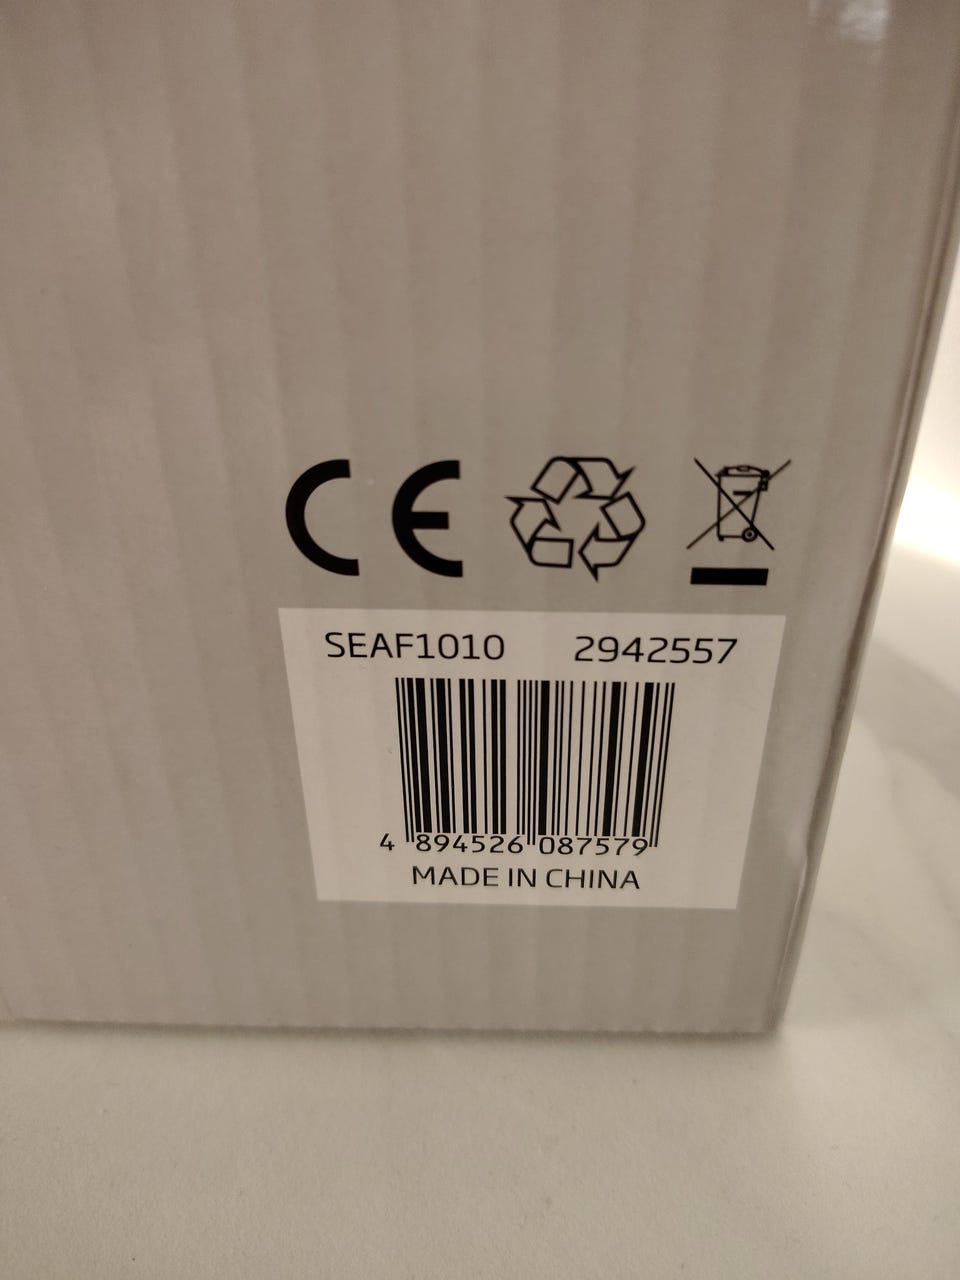 CE
SEAF1010 2942557
4 894526 087579
MADE IN CHINA